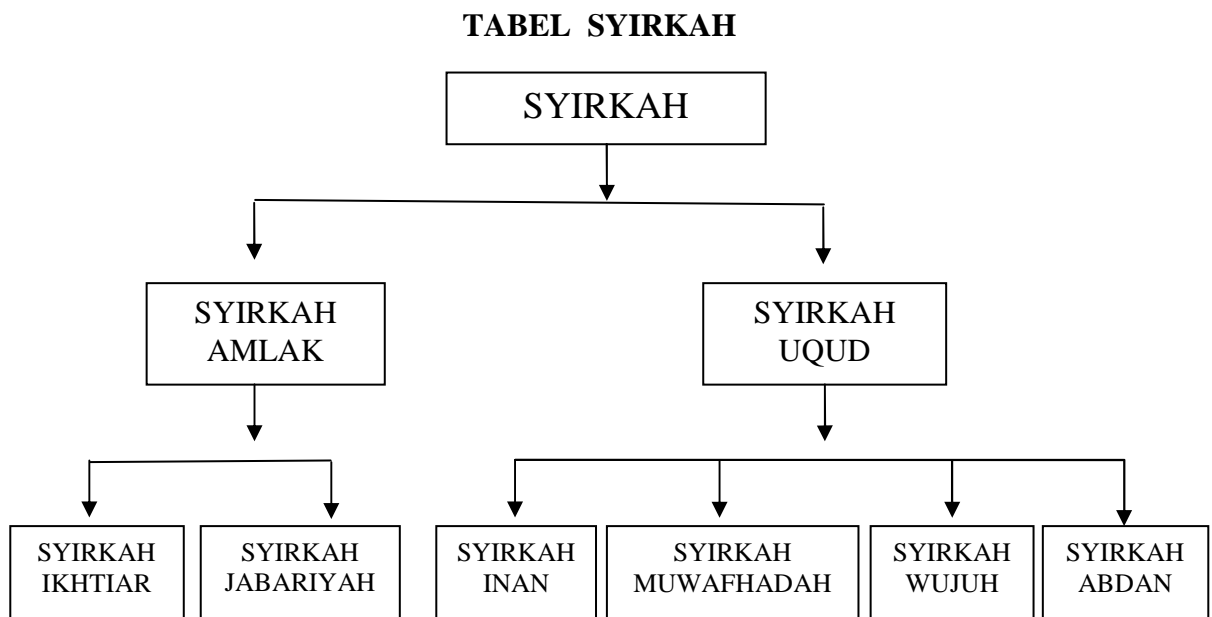 TABEL SYIRKAH
SYIRKAH
SYIRKAH
AMLAK
SYIRKAH
UQUD
SYIRKAH
IKHTIAR
SYIRKAH
JABARIYAH
SYIRKAH
INAN
SYIRKAH
MUWAFHADAH
SYIRKAH
WUJUH
SYIRKAH
ABDAN